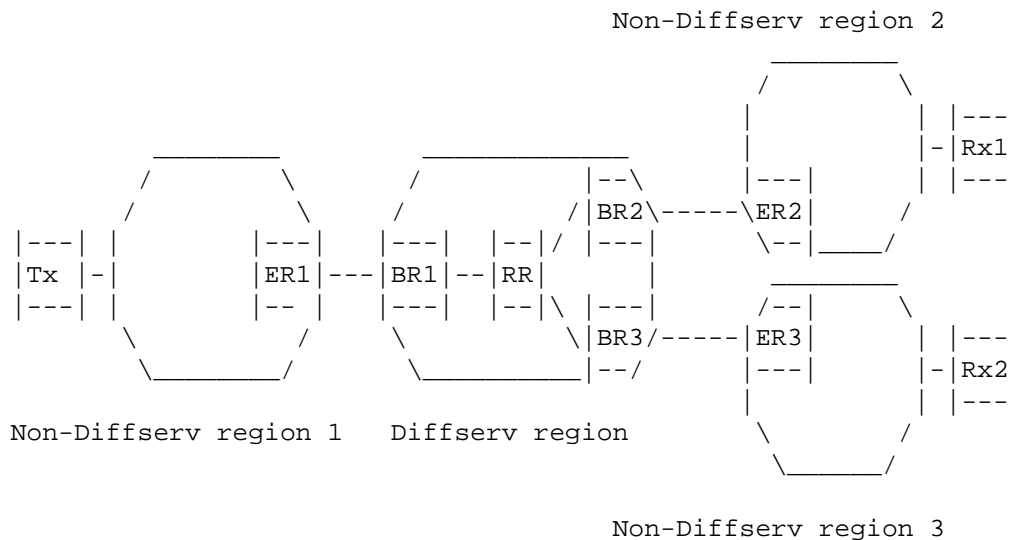 Non-Diffserv region 2
Rx1
BR2 ER2
Tx ER1 BR1 RR
BR3 ER3
Rx2
Non-Diffserv region 1 Diffserv region
Non-Diffserv region 3